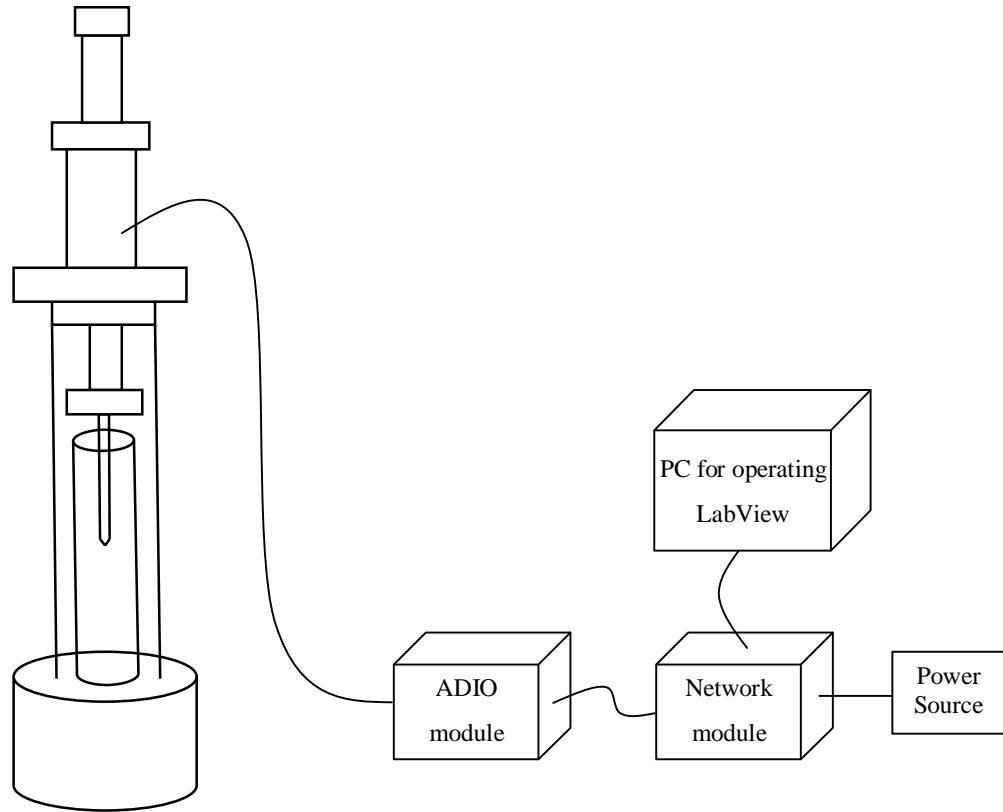 PC for operating
LabView
ADIO
module
Network
module
Power
Source